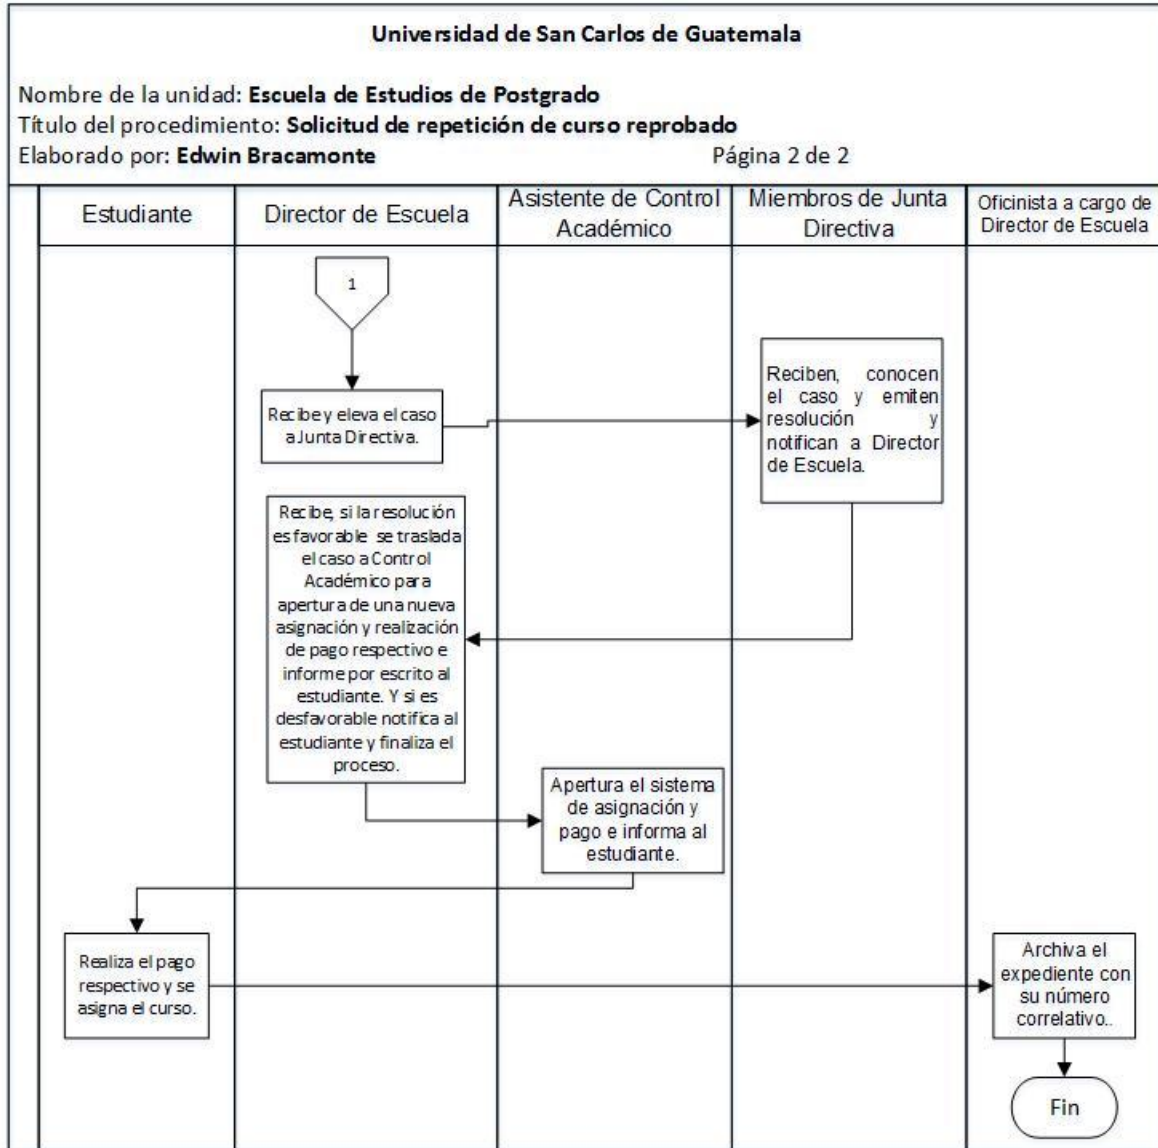 Universidad de San Carlos de Guatemala
Nombre de la unidad: Escuela de Estudios de Postgrado
Título del procedimiento: Solicitud de repetición de curso reprobado
Elaborado por: Edwin Bracamonte Página 2 de 2
Estudiante
Director de Escuela
Asistente de Control
Académico
Miembros de Junta
Directiva
Oficinista a cargo de
Director de Escuela
1
Recibe y eleva el caso
a Junta Directiva.
Reciben, conocen
el caso y emiten
resolución y
notifican a Director
de Escuela.
Recibe, si la resolución
es favorable se traslada
el caso a Control
Académico para
apertura de una nueva
asignación y realización
de pago respectivo e
informe por escrito al
estudiante. Y si es
desfavorable notifica al
estudiante y finaliza el
proceso.
Apertura el sistema
de asignación y
pago e informa al
estudiante.
Realiza el pago
respectivo y se
asigna el curso.
Archiva el
expediente con
su número
correlativo..
Fin